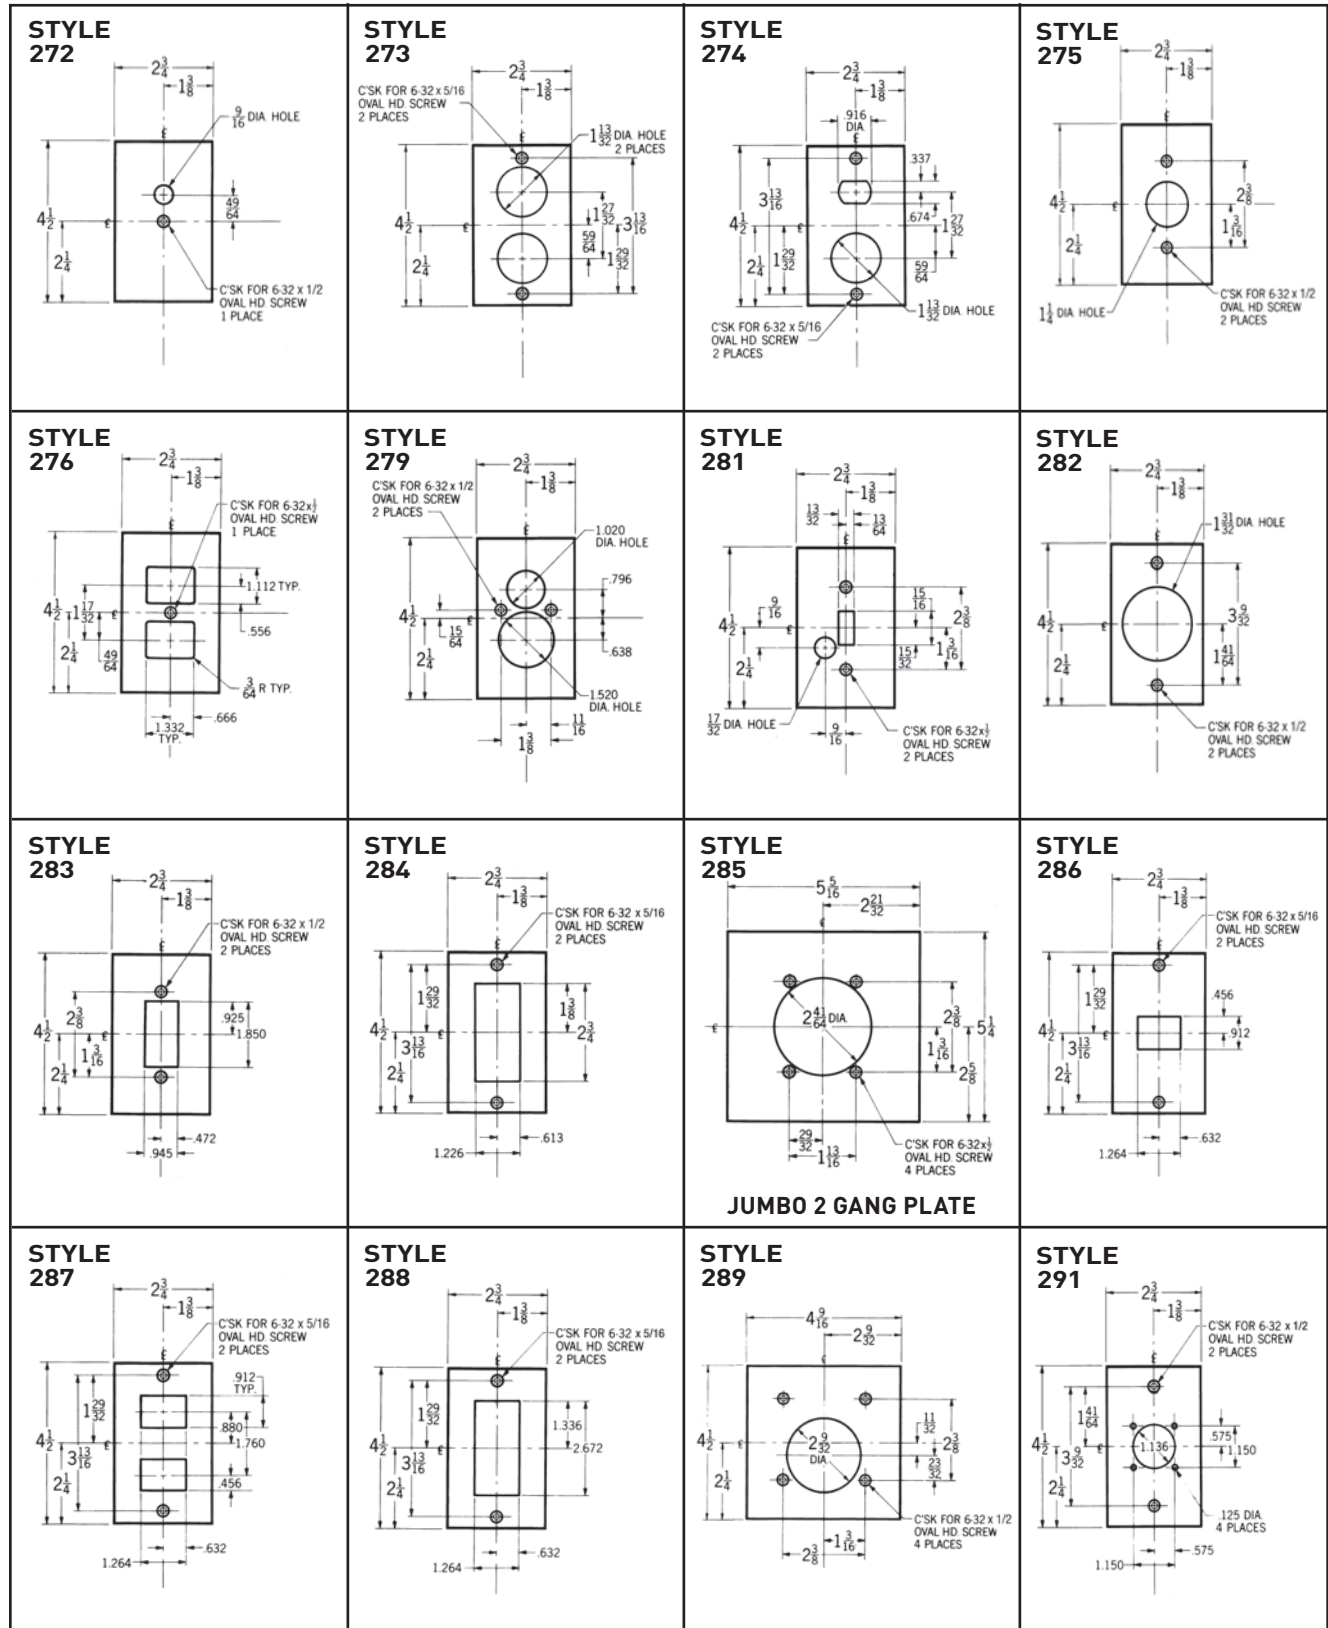 STYLE
272
2 3/4
1 3/8
9/16 DIA. HOLE
℄
4 1/2
℄
49/64
2 1/4
C'SK FOR 6-32 x 1/2
OVAL HD. SCREW
1 PLACE
STYLE
273
2 3/4
C'SK FOR 6-32 x 5/16
OVAL HD. SCREW
2 PLACES
1 3/8
℄
1 13/32 DIA. HOLE
2 PLACES
4 1/2
℄
1 27/32
3 13/16
59/64
1 29/32
2 1/4
STYLE
274
2 3/4
1 3/8
.916
DIA.
℄
.337
3 13/16
4 1/2
℄
.674
1 27/32
2 1/4
1 29/32
59/64
1 13/32 DIA. HOLE
C'SK FOR 6-32 x 5/16
OVAL HD. SCREW
2 PLACES
STYLE
275
2 3/4
1 3/8
℄
4 1/2
℄
2 3/8
1 3/16
2 1/4
1 1/4 DIA. HOLE
C'SK FOR 6-32 x 1/2
OVAL HD. SCREW
2 PLACES
STYLE
276
2 3/4
1 3/8
C'SK FOR 6-32x1/2
OVAL HD. SCREW
1 PLACE
℄
1.112 TYP.
4 1/2
1 17/32
℄
.556
2 1/4
49/64
3/64 R TYP.
.666
1.332
TYP.
STYLE
279
2 3/4
C'SK FOR 6-32 x 1/2
OVAL HD. SCREW
2 PLACES
1 3/8
℄
1.020
DIA. HOLE
.796
4 1/2
℄
15/64
.638
2 1/4
1.520
DIA. HOLE
11/16
1 3/8
STYLE
281
2 3/4
1 3/8
13/32
13/64
℄
9/16
15/16
2 3/8
4 1/2
℄
1 3/16
15/32
2 1/4
17/32 DIA. HOLE
9/16
C'SK FOR 6-32x1/2
OVAL HD. SCREW
2 PLACES
STYLE
282
2 3/4
1 3/8
1 31/32 DIA. HOLE
℄
4 1/2
℄
3 9/32
1 41/64
2 1/4
C'SK FOR 6-32 x 1/2
OVAL HD. SCREW
2 PLACES
STYLE
283
2 3/4
1 3/8
C'SK FOR 6-32 x 1/2
OVAL HD. SCREW
2 PLACES
℄
2 3/8
.925
4 1/2
℄
1.850
1 3/16
2 1/4
.472
.945
STYLE
284
2 3/4
1 3/8
C'SK FOR 6-32 x 5/16
OVAL HD. SCREW
2 PLACES
℄
1 29/32
1 3/8
4 1/2
℄
2 3/4
3 13/16
2 1/4
.613
1.226
STYLE
285
5 5/16
2 21/32
℄
2 41/64 DIA.
℄
2 3/8
5 1/4
1 3/16
2 5/8
29/32
1 13/16
C'SK FOR 6-32x1/2
OVAL HD. SCREW
4 PLACES
JUMBO 2 GANG PLATE
STYLE
286
2 3/4
1 3/8
C'SK FOR 6-32 x 5/16
OVAL HD. SCREW
2 PLACES
℄
1 29/32
.456
4 1/2
℄
.912
3 13/16
2 1/4
.632
1.264
STYLE
287
2 3/4
1 3/8
C'SK FOR 6-32 x 5/16
OVAL HD. SCREW
2 PLACES
℄
.912
TYP.
1 29/32
.880
4 1/2
℄
1.760
3 13/16
.456
2 1/4
.632
1.264
STYLE
288
2 3/4
1 3/8
C'SK FOR 6-32 x 5/16
OVAL HD. SCREW
2 PLACES
℄
1 29/32
1.336
4 1/2
℄
2.672
3 13/16
2 1/4
.632
1.264
STYLE
289
4 9/16
2 9/32
℄
11/32
4 1/2
℄
2 9/32
DIA.
2 3/8
23/32
2 1/4
1 3/16
2 3/8
C'SK FOR 6-32 x 1/2
OVAL HD. SCREW
4 PLACES
STYLE
291
2 3/4
1 3/8
C'SK FOR 6-32 x 1/2
OVAL HD. SCREW
2 PLACES
℄
1 41/64
.575
4 1/2
℄
1.136
1.150
3 9/32
2 1/4
.125 DIA.
4 PLACES
.575
1.150